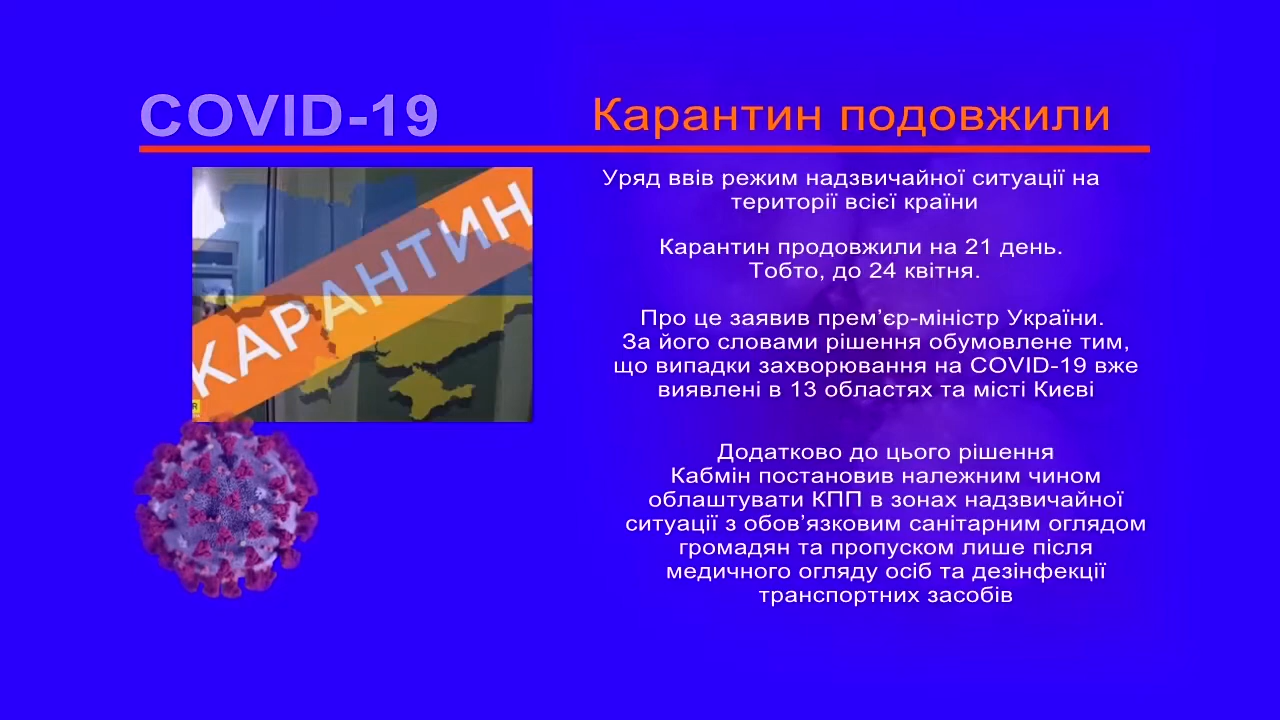 COVID-19
Карантин подовжили
КАРАНТИН
Уряд ввів режим надзвичайної ситуації на
території всієї країни
Карантин продовжили на 21 день.
Тобто, до 24 квітня.
Про це заявив прем’єр-міністр України.
За його словами рішення обумовлене тим,
що випадки захворювання на COVID-19 вже
виявлені в 13 областях та місті Києві
Додатково до цього рішення
Кабмін постановив належним чином
облаштувати КПП в зонах надзвичайної
ситуації з обов’язковим санітарним оглядом
громадян та пропуском лише після
медичного огляду осіб та дезінфекції
транспортних засобів